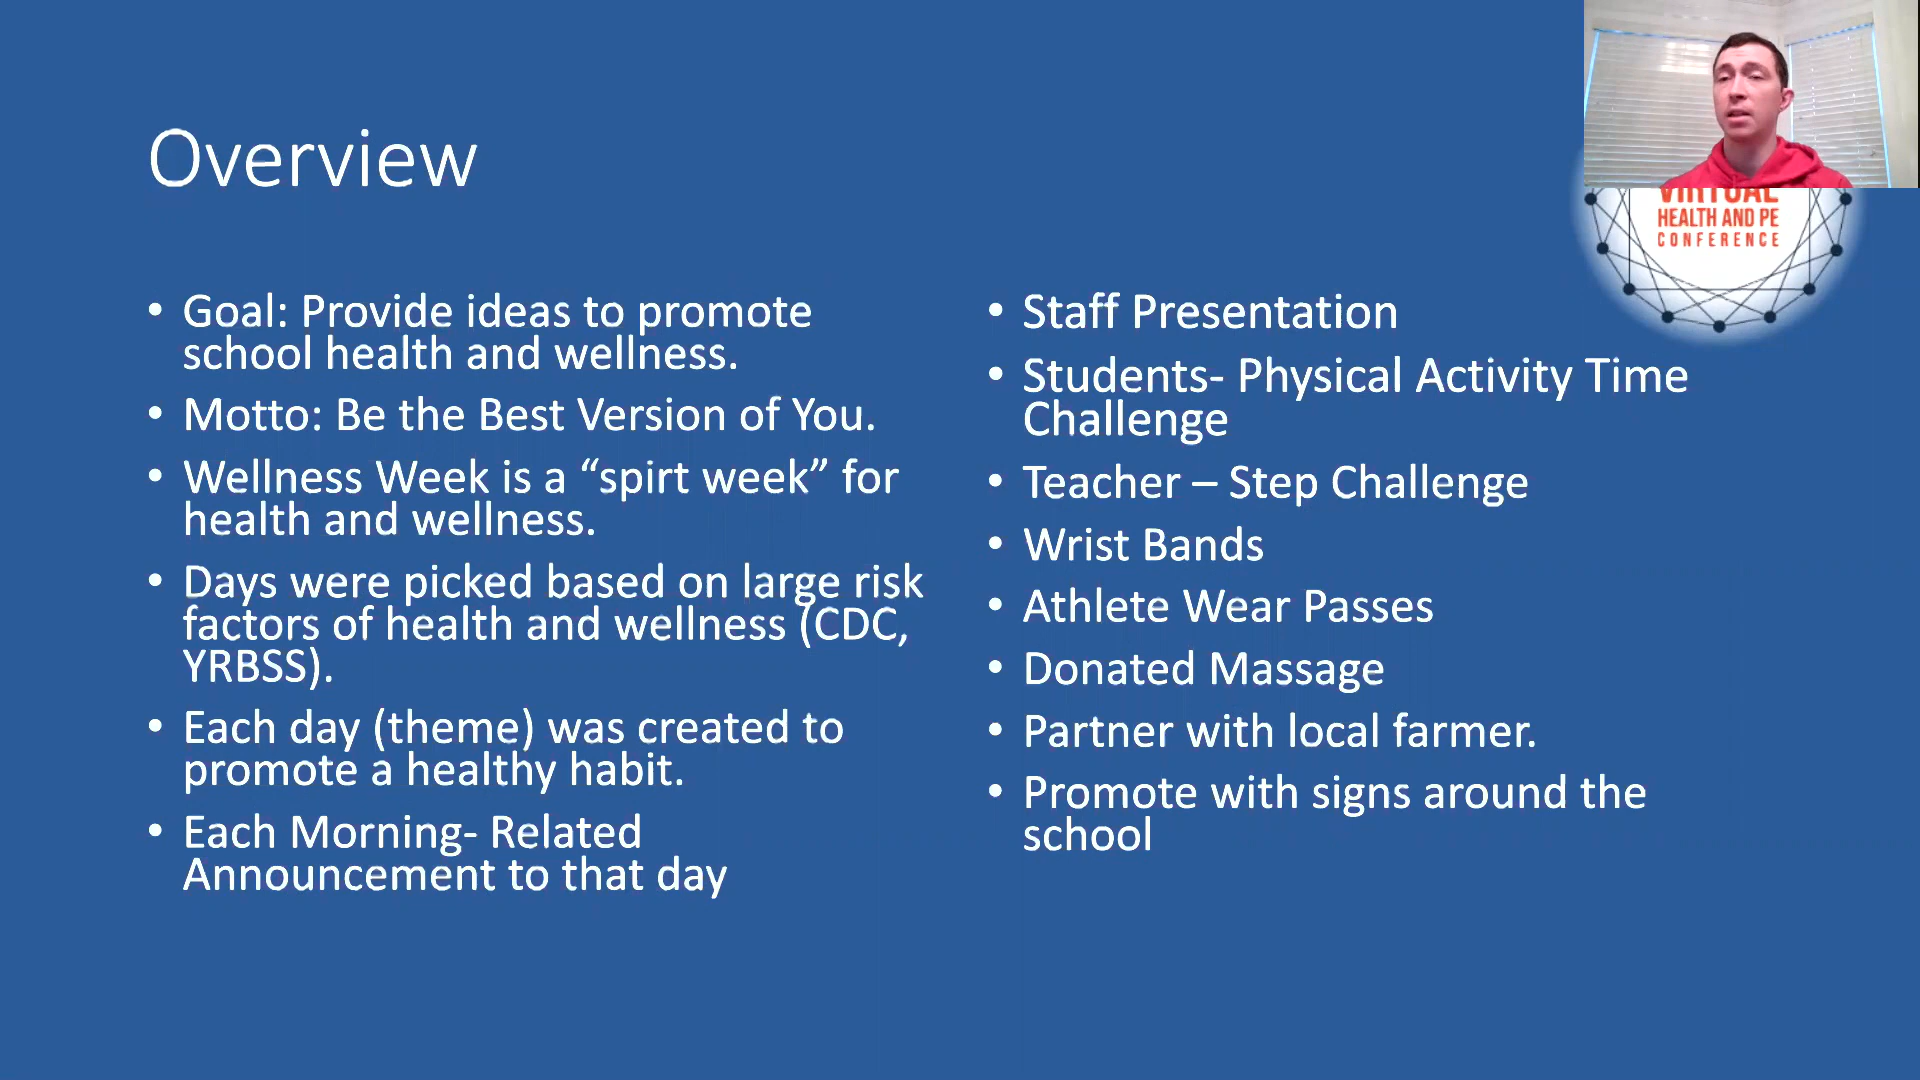 Overview
VIRTUAL
HEALTH AND PE
CONFERENCE
• Goal: Provide ideas to promote
school health and wellness.
• Motto: Be the Best Version of You.
• Wellness Week is a “spirt week” for
health and wellness.
• Days were picked based on large risk
factors of health and wellness (CDC,
YRBSS).
• Each day (theme) was created to
promote a healthy habit.
• Each Morning- Related
Announcement to that day
• Staff Presentation
• Students- Physical Activity Time
Challenge
• Teacher – Step Challenge
• Wrist Bands
• Athlete Wear Passes
• Donated Massage
• Partner with local farmer.
• Promote with signs around the
school